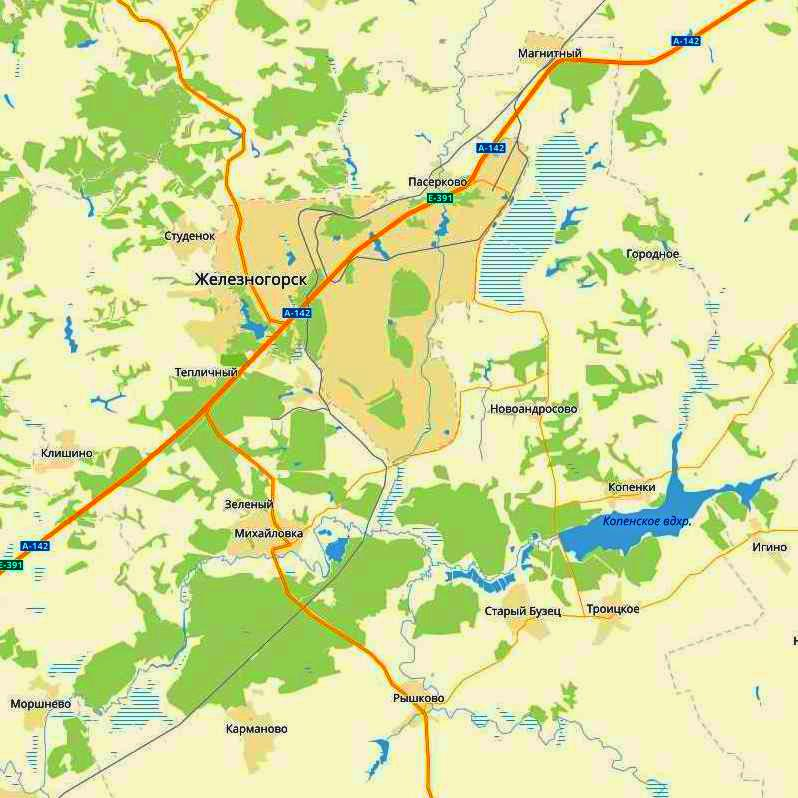 А-142
Магнитный
А-142
Пасерково
Е-391
Студенок
Городное
Железногорск
А-142
Тепличный
Новоандросово
Клишино
Копенки
Зеленый
Копенское вдхр.
Михайловка
А-142
Игино
Е-391
Старый Бузец
Троицкое
Рышково
Моршнево
Карманово